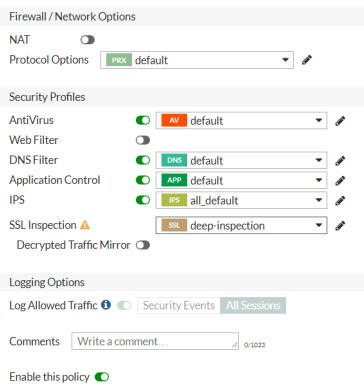 Firewall / Network Options
NAT
Protocol Options PRX default
Security Profiles
AntiVirus AV default
Web Filter
DNS Filter DNS default
Application Control APP default
IPS IPS all_default
SSL Inspection SSL deep-inspection
Decrypted Traffic Mirror
Logging Options
Log Allowed Traffic Security Events All Sessions
Comments Write a comment... 0/1023
Enable this policy